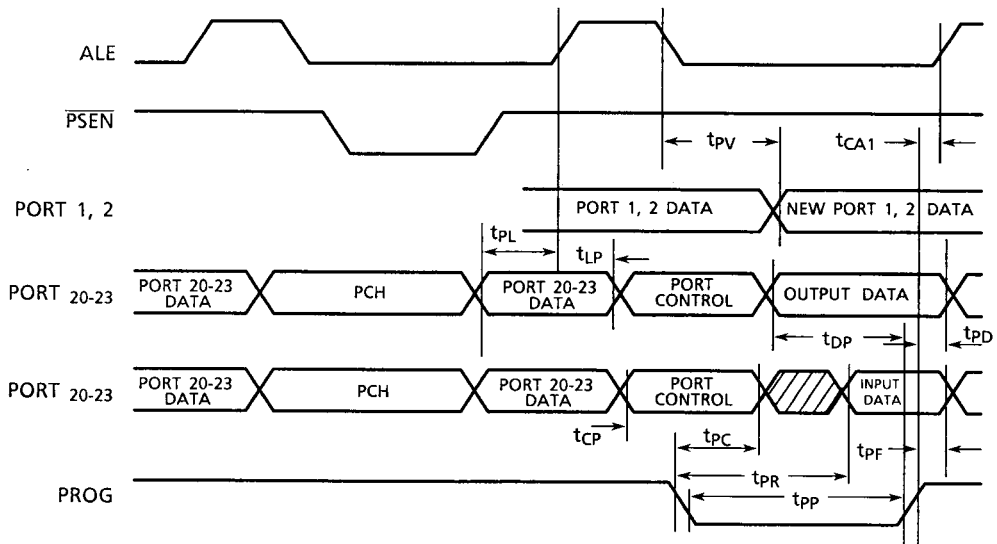 ALE
PSEN
tPV
tCA1
PORT 1, 2
PORT 1, 2 DATA
NEW PORT 1, 2 DATA
tPL
tLP
PORT 20-23
PORT 20-23
DATA
PCH
PORT 20-23
DATA
PORT
CONTROL
OUTPUT DATA
tDP
tPD
PORT 20-23
PORT 20-23
DATA
PCH
PORT 20-23
DATA
PORT
CONTROL
INPUT
DATA
tCP
tPC
tPF
tPR
PROG
tPP